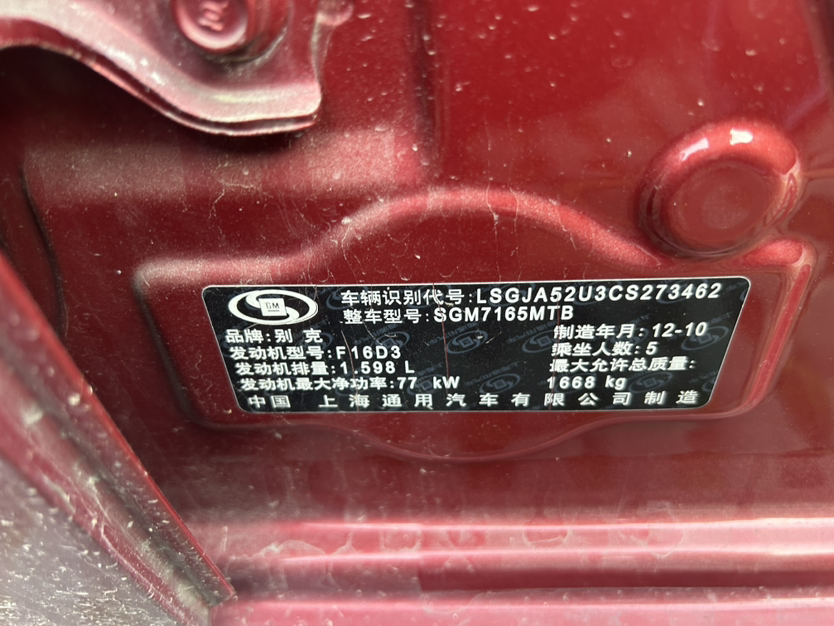 GM
车辆识别代号:LSGJA52U3CS273462
整车型号:SGM7165MTB
品牌:别克 制造年月:12-10
发动机型号:F16D3 乘坐人数:5
发动机排量:1.598 L 最大允许总质量:
发动机最大净功率:77 kW 1668 kg
中国 上海通用汽车有限公司制造